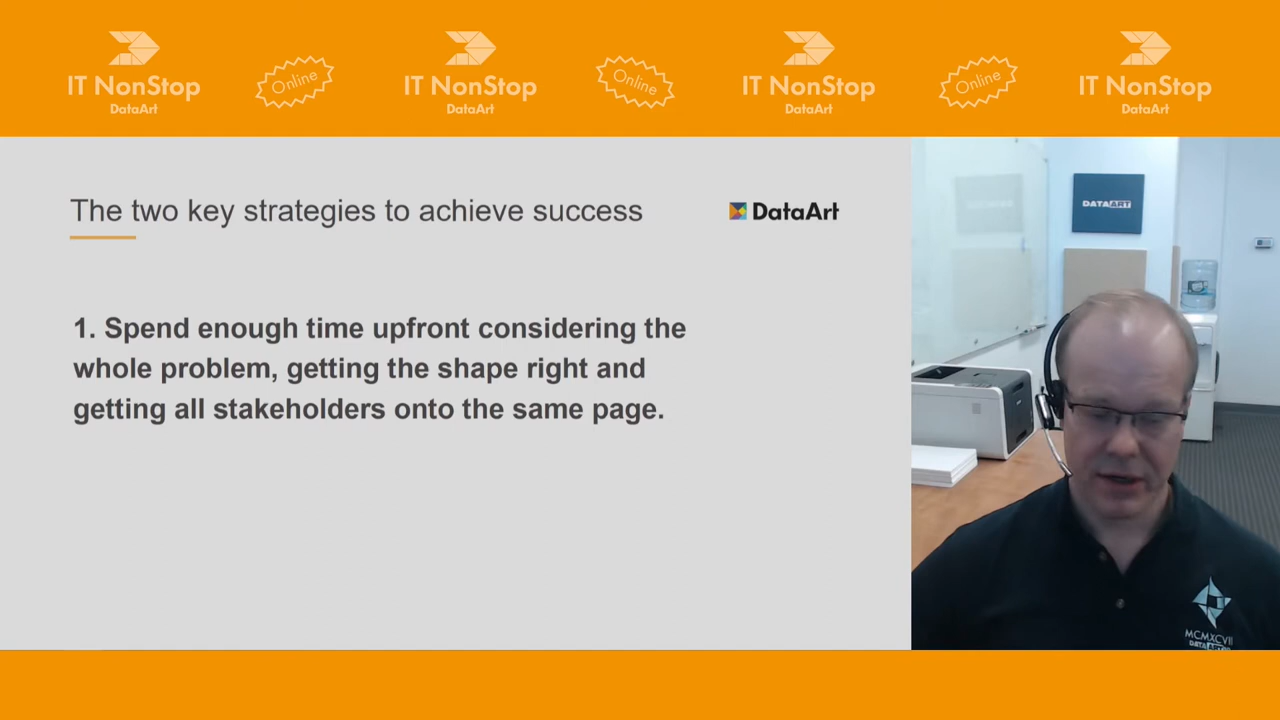 IT NonStop
DataArt
Online
IT NonStop
DataArt
Online
IT NonStop
DataArt
Online
IT NonStop
DataArt
The two key strategies to achieve success
DataArt
1. Spend enough time upfront considering the
whole problem, getting the shape right and
getting all stakeholders onto the same page.
DATAART
MCMXCVII
DATAART